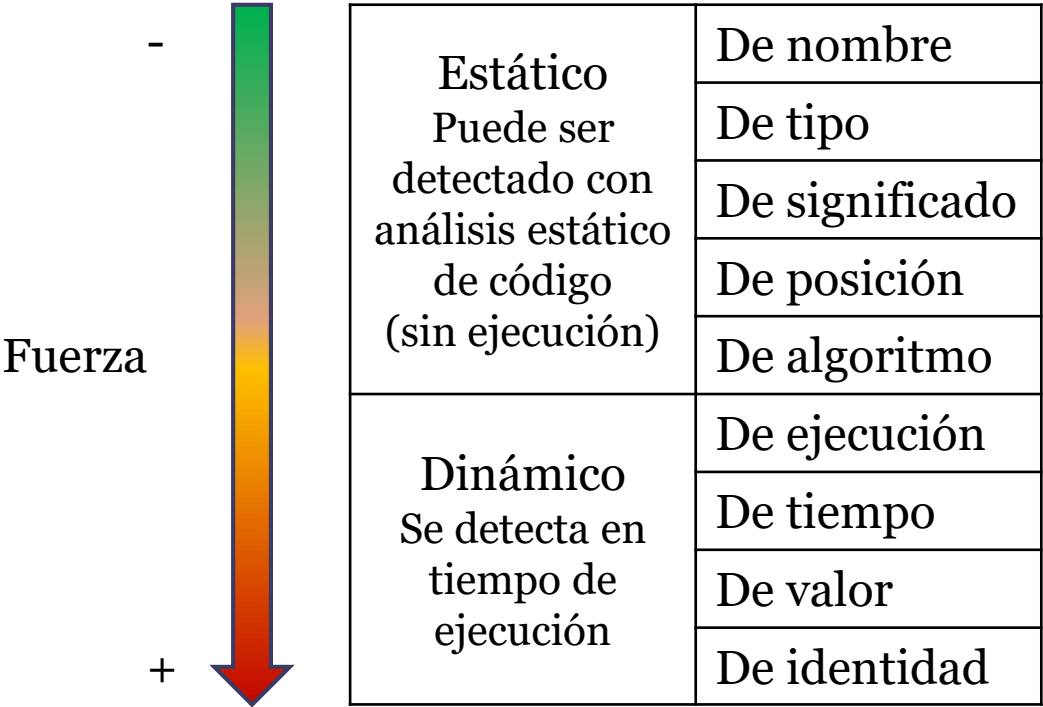 -
Fuerza
+
Estático
Puede ser
detectado con
análisis estático
de código
(sin ejecución)
De nombre
De tipo
De significado
De posición
De algoritmo
Dinámico
Se detecta en
tiempo de
ejecución
De ejecución
De tiempo
De valor
De identidad